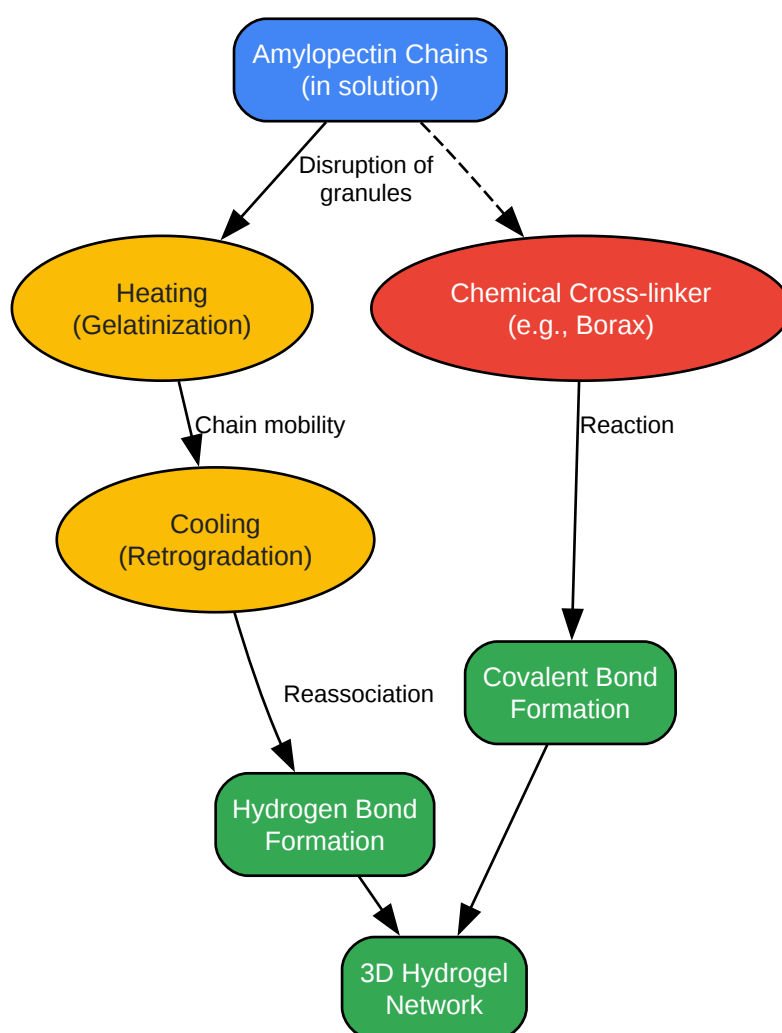 Amylopectin Chains
(in solution)
Disruption of
granules
Heating
(Gelatinization)
Chemical Cross-linker
(e.g., Borax)
Chain mobility
Reaction
Cooling
(Retrogradation)
Reassociation
Covalent Bond
Formation
Hydrogen Bond
Formation
3D Hydrogel
Network